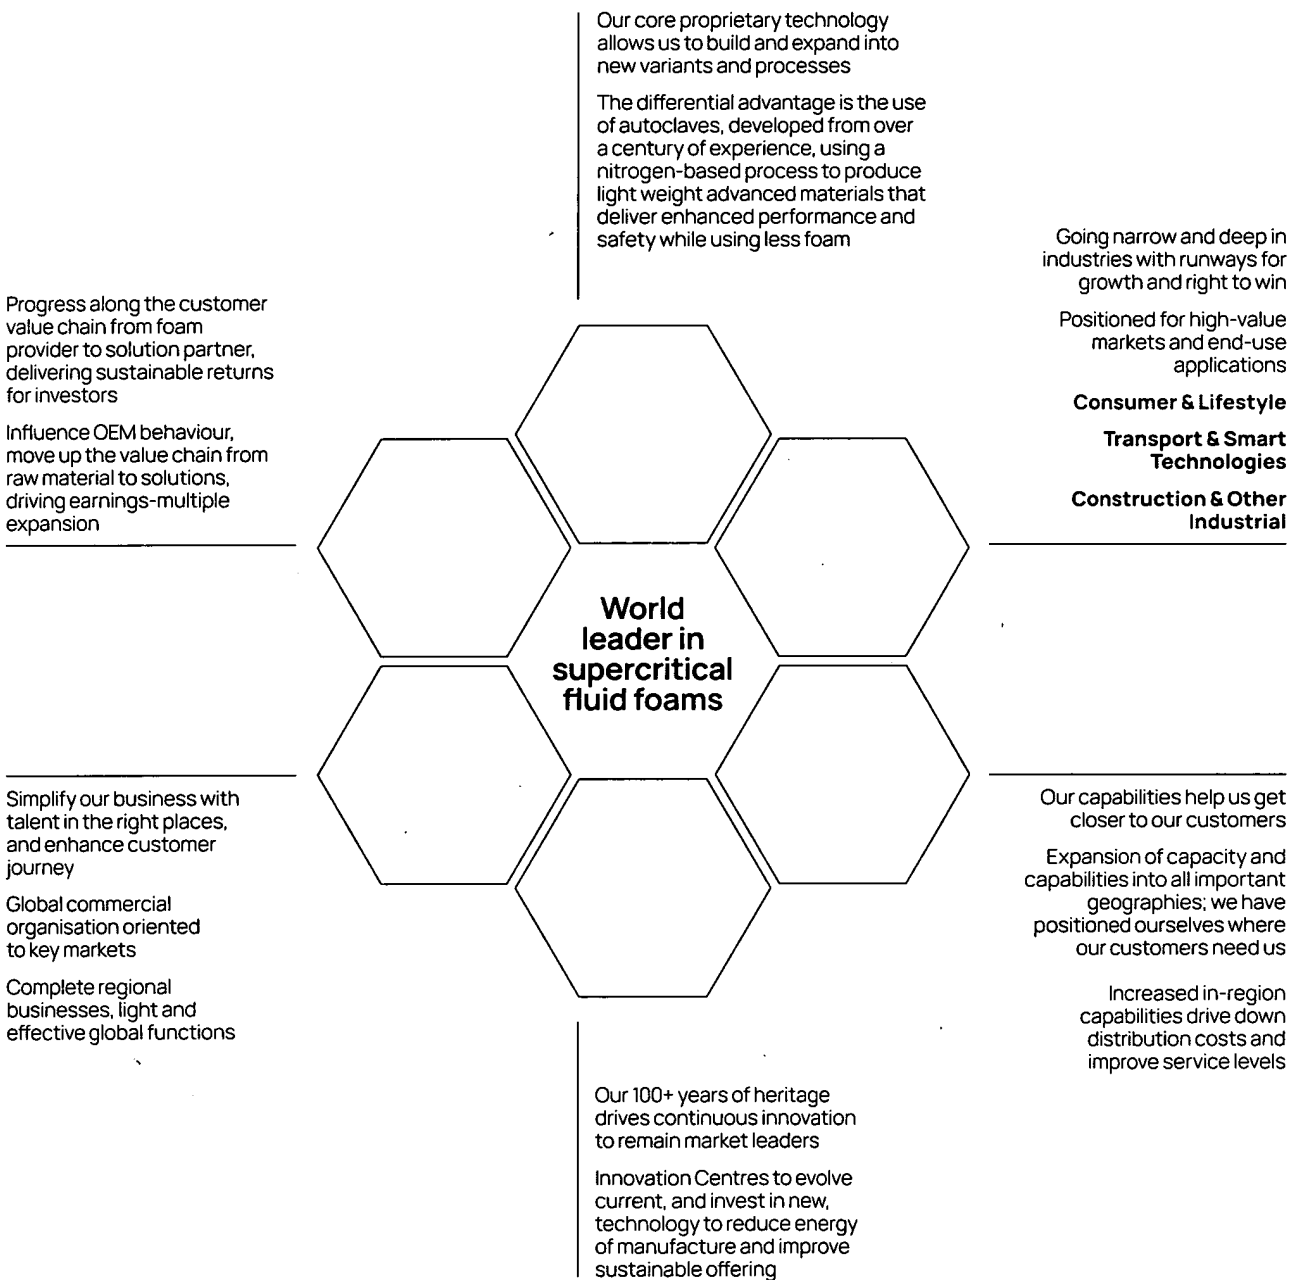 Our core proprietary technology
allows us to build and expand into
new variants and processes
The differential advantage is the use
of autoclaves, developed from over
a century of experience, using a
nitrogen-based process to produce
light weight advanced materials that
deliver enhanced performance and
safety while using less foam
Going narrow and deep in
industries with runways for
growth and right to win
Positioned for high-value
markets and end-use
applications
Consumer & Lifestyle
Transport & Smart
Technologies
Construction & Other
Industrial
Progress along the customer
value chain from foam
provider to solution partner,
delivering sustainable returns
for investors
Influence OEM behaviour,
move up the value chain from
raw material to solutions,
driving earnings-multiple
expansion
World
leader in
supercritical
fluid foams
Simplify our business with
talent in the right places,
and enhance customer
journey
Global commercial
organisation oriented
to key markets
Complete regional
businesses, light and
effective global functions
Our capabilities help us get
closer to our customers
Expansion of capacity and
capabilities into all important
geographies; we have
positioned ourselves where
our customers need us
Increased in-region
capabilities drive down
distribution costs and
improve service levels
Our 100+ years of heritage
drives continuous innovation
to remain market leaders
Innovation Centres to evolve
current, and invest in new,
technology to reduce energy
of manufacture and improve
sustainable offering